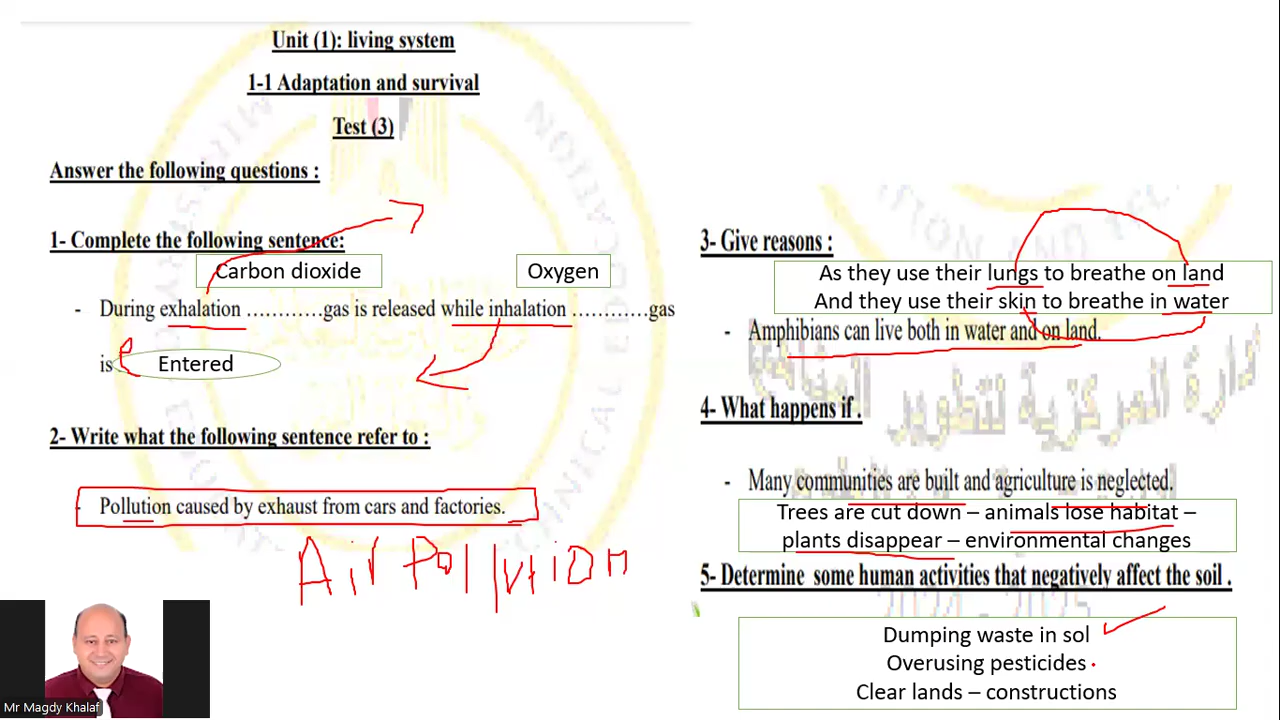 Unit (1): living system
1-1 Adaptation and survival
Test (3)
Answer the following questions :
1- Complete the following sentence:
Carbon dioxide
Oxygen
- During exhalation ............gas is released while inhalation ............gas
is
e
Entered
2- Write what the following sentence refer to :
- Pollution caused by exhaust from cars and factories.
Air Pollution
Mr Magdy Khalaf
3- Give reasons :
As they use their lungs to breathe on land
And they use their skin to breathe in water
- Amphibians can live both in water and on land.
4- What happens if .
- Many communities are built and agriculture is neglected.
Trees are cut down – animals lose habitat –
plants disappear – environmental changes
5- Determine some human activities that negatively affect the soil .
Dumping waste in sol
Overusing pesticides
Clear lands – constructions